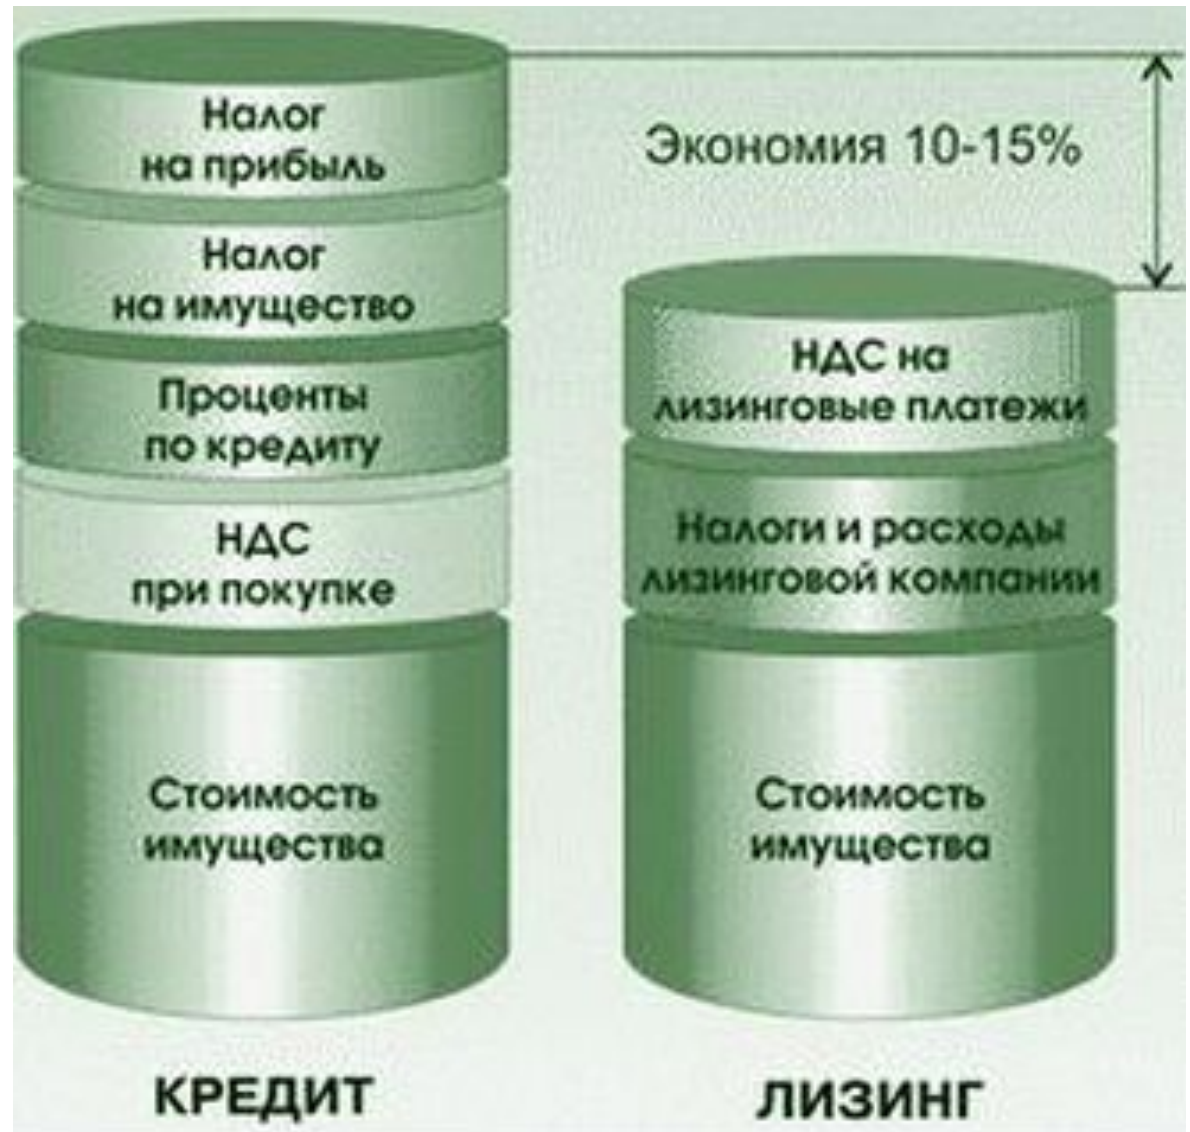 Налог
на прибыль
Налог
на имущество
Проценты
по кредиту
НДС
при покупке
Стоимость
имущества
КРЕДИТ
Экономия 10-15%
НДС на
лизинговые платежи
Налоги и расходы
лизинговой компании
Стоимость
имущества
ЛИЗИНГ